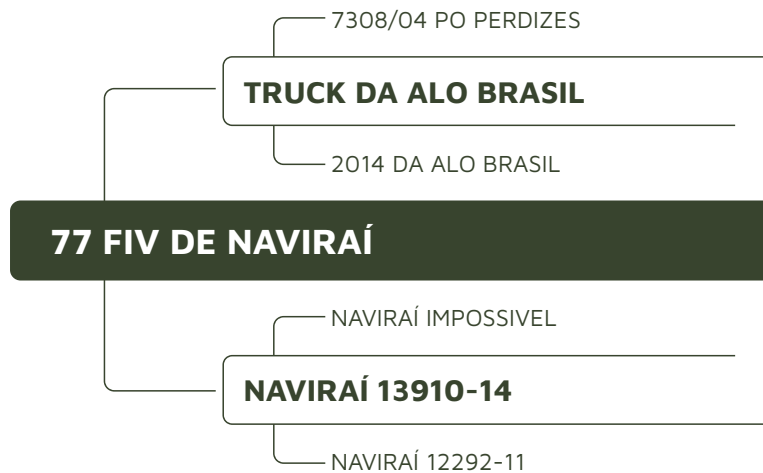 7308/04 PO PERDIZES
TRUCK DA ALO BRASIL
2014 DA ALO BRASIL
77 FIV DE NAVIRAÍ
NAVIRAÍ IMPOSSIVEL
NAVIRAÍ 13910-14
NAVIRAÍ 12292-11